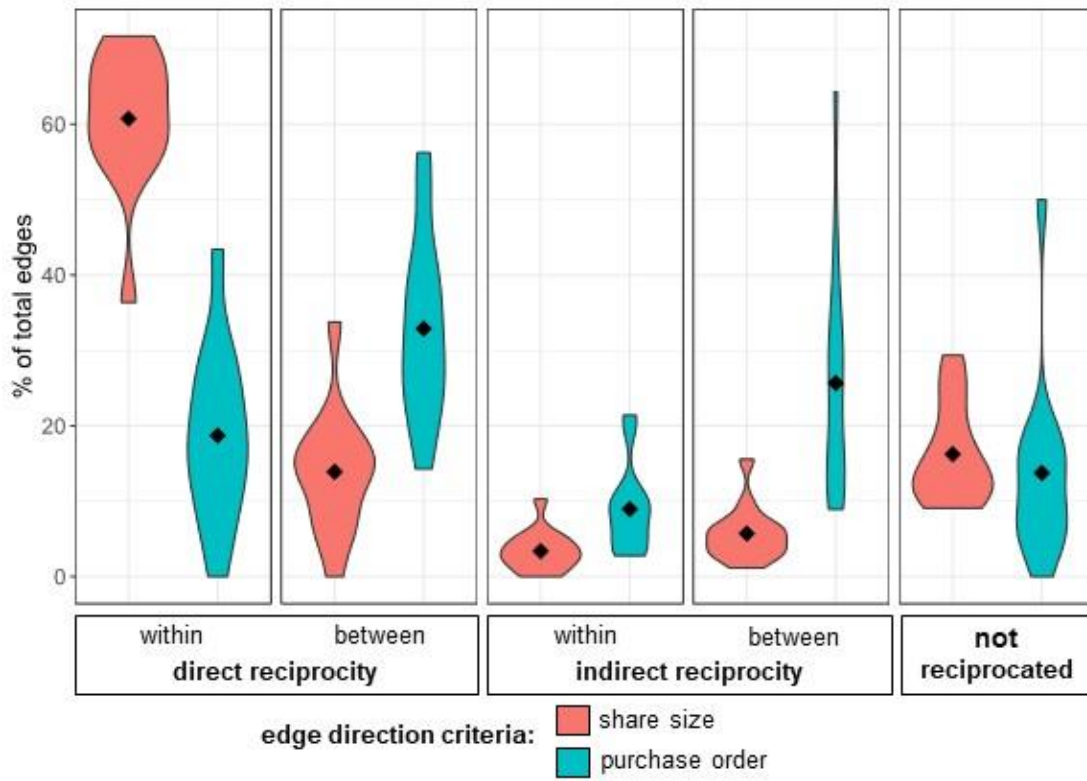 % of total edges
60
40
20
0
within between within between not
direct reciprocity indirect reciprocity reciprocated
edge direction criteria: share size
purchase order